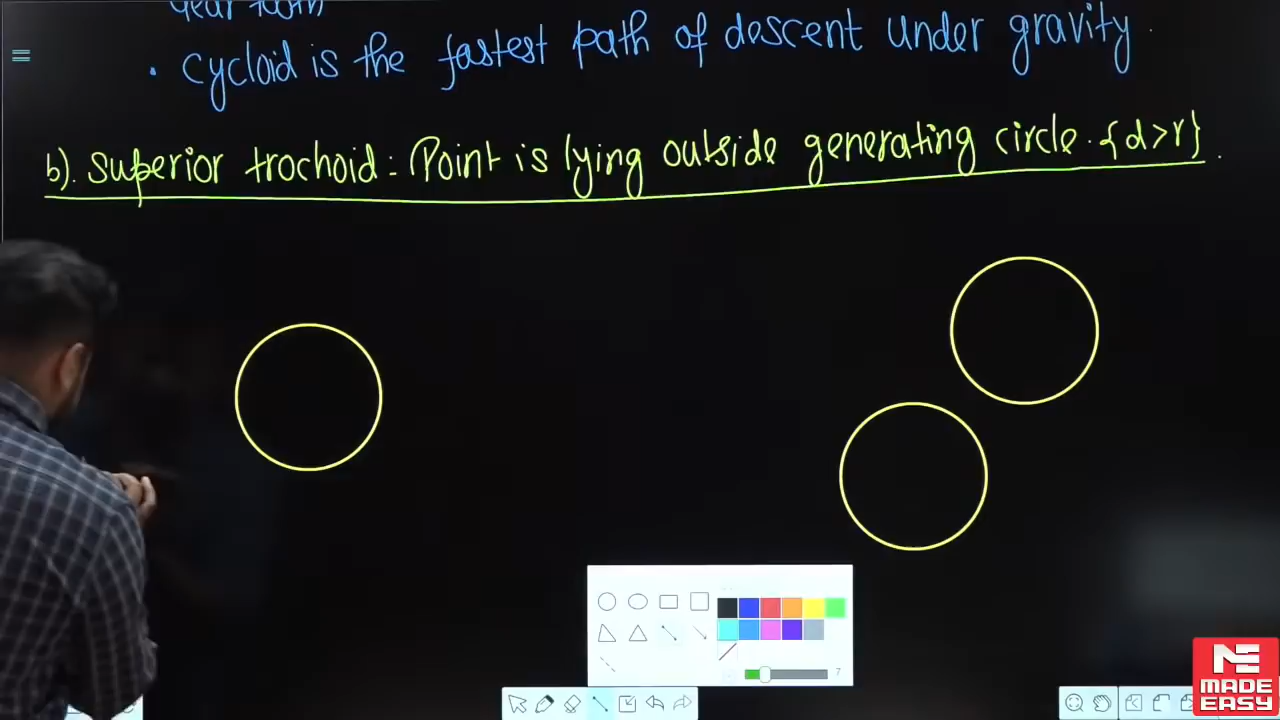 • cycloid is the fastest path of descent under gravity.
b). superior trochoid: (Point is lying outside generating circle. {d>r}.
7
MADE
EASY